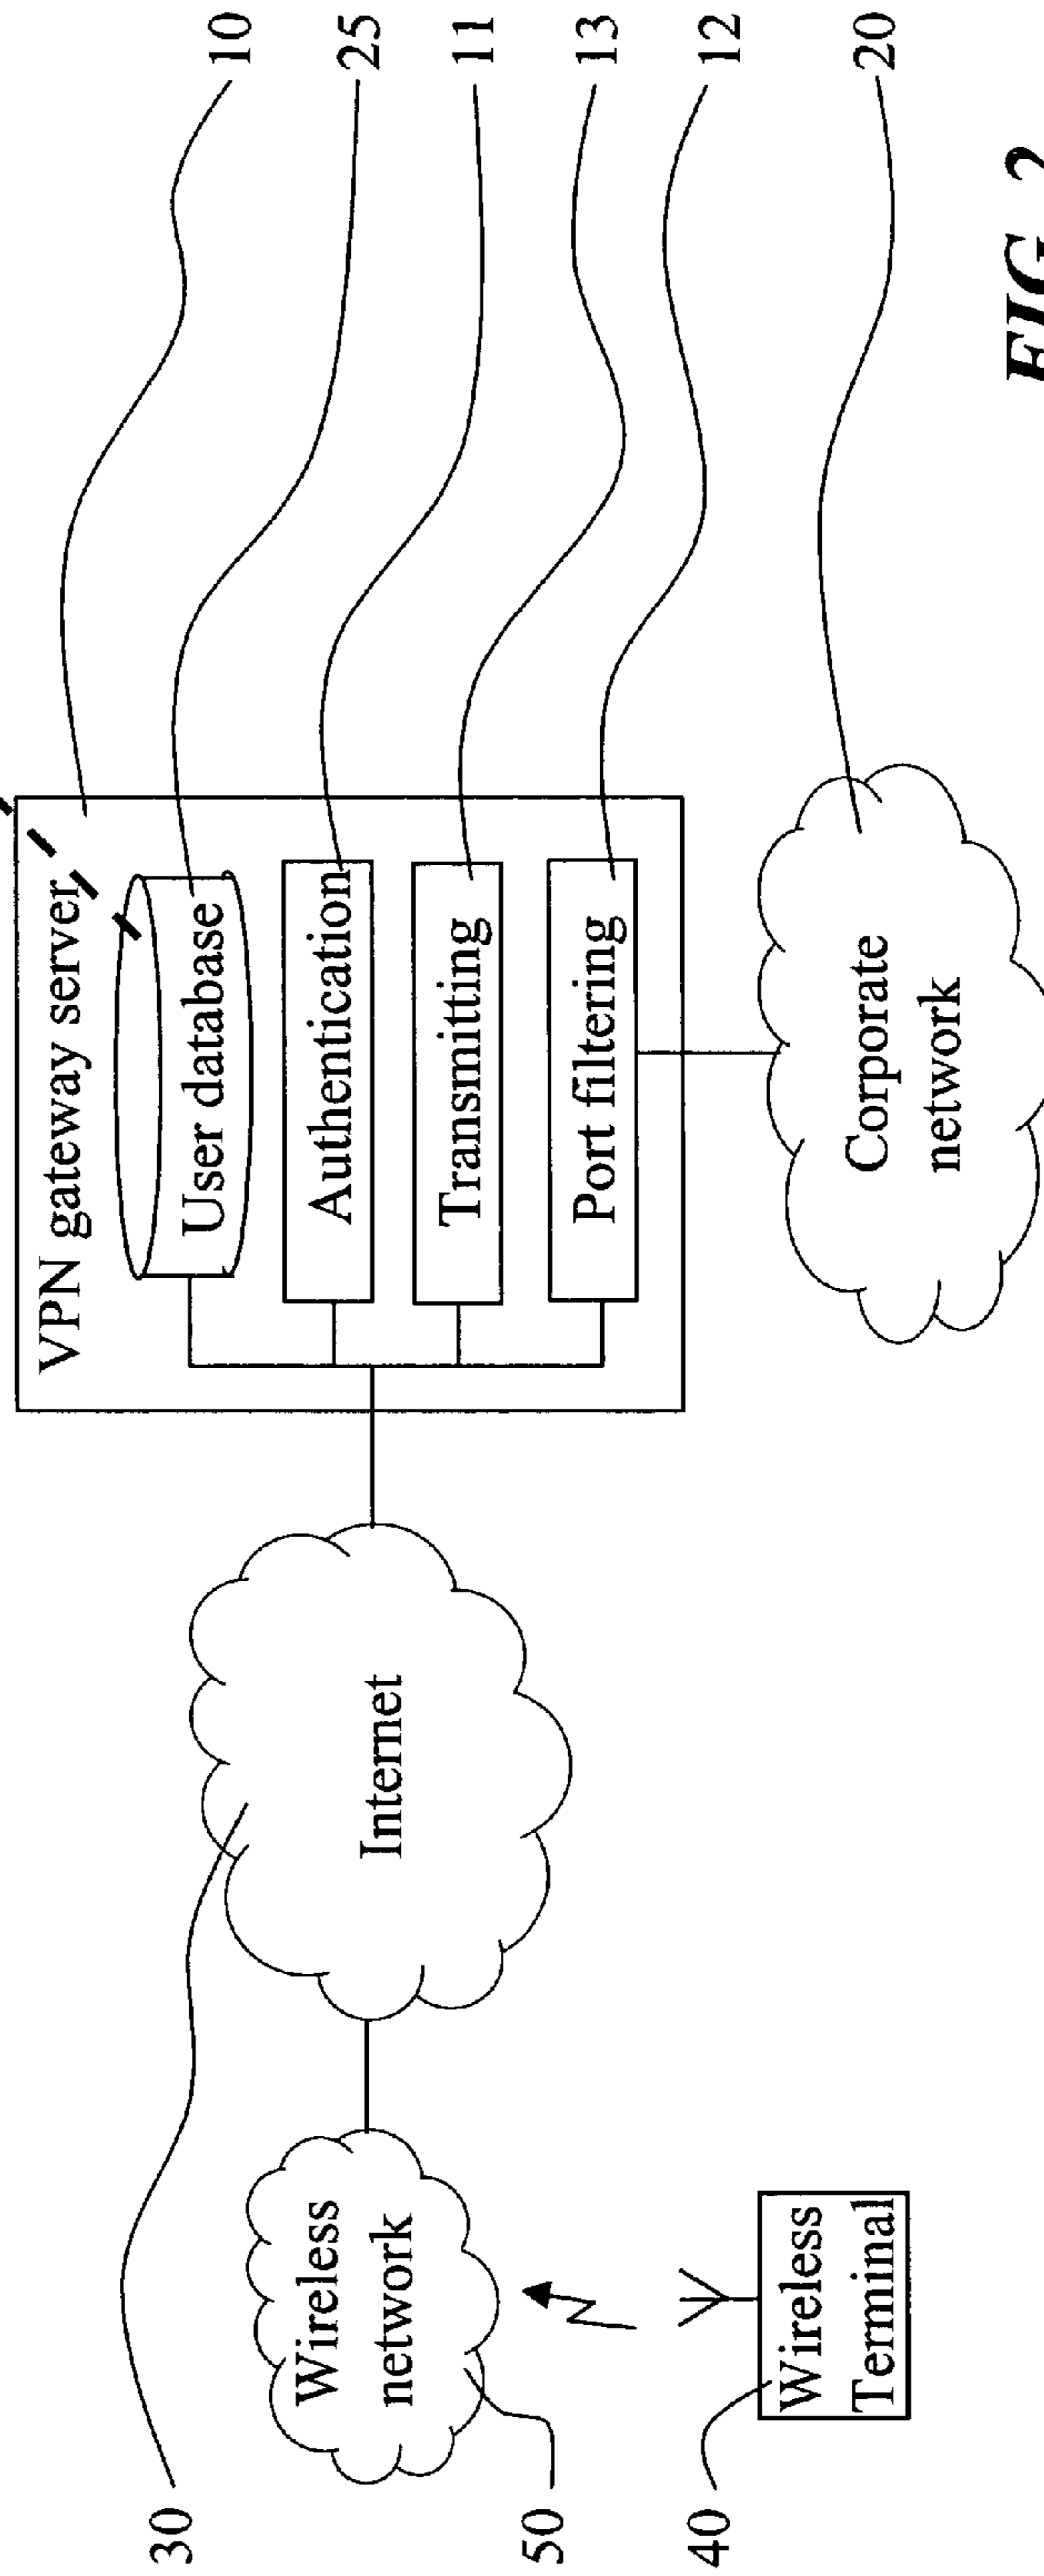 30
50
40
Wireless
network
Wireless
Terminal
Internet
VPN gateway server
User database
Authentication
Transmitting
Port filtering
Corporate
network
10
25
11
13
12
20
FIG. 2